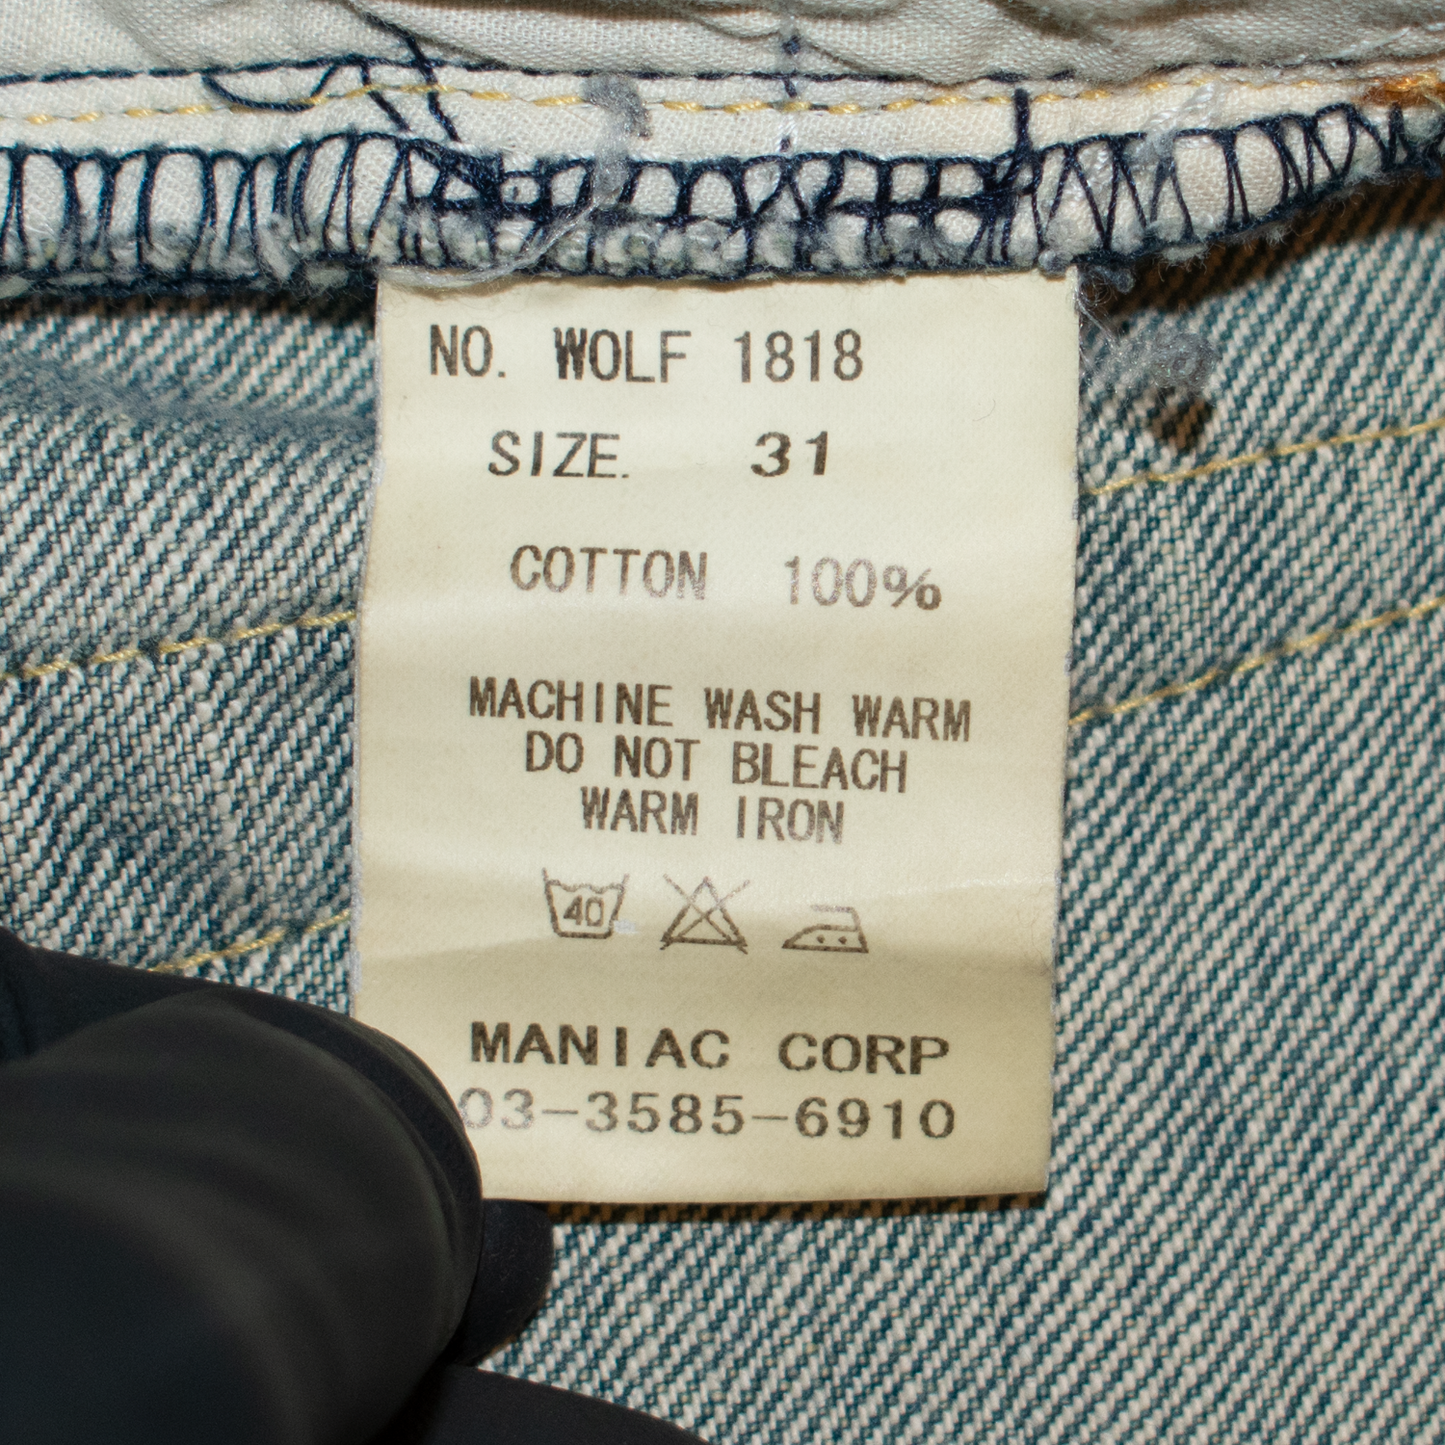 NO. WOLF 1818
SIZE. 31
COTTON 100%
MACHINE WASH WARM
DO NOT BLEACH
WARM IRON
40
MANIAC CORP
03-3585-6910